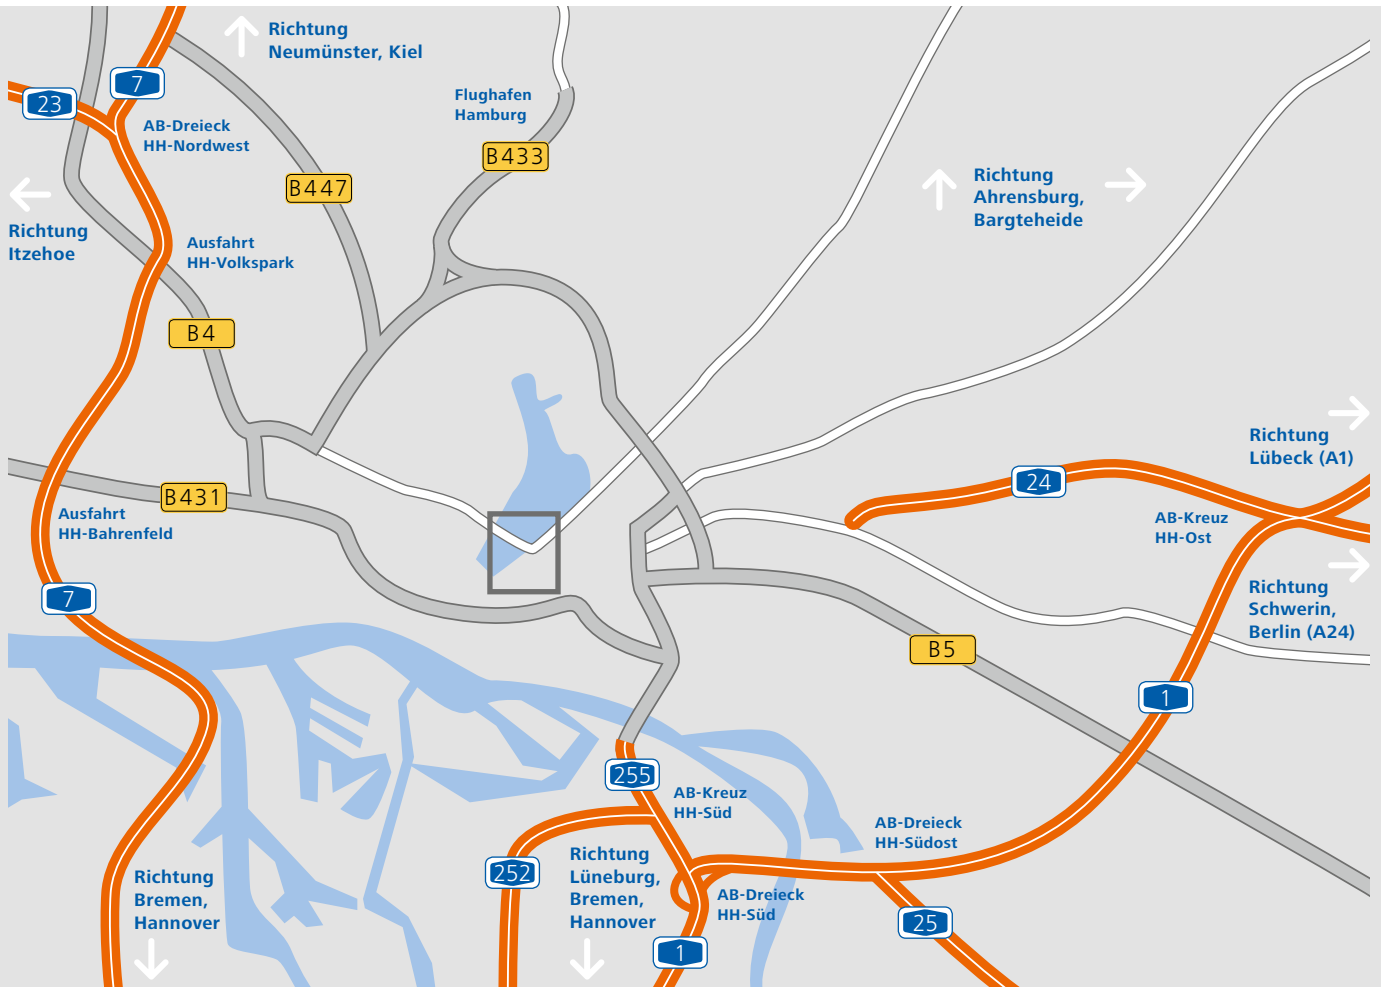 Richtung
Neumünster, Kiel
7
23
Flughafen
Hamburg
AB-Dreieck
HH-Nordwest
B433
B447
Richtung
Ahrensburg,
Bargteheide
Richtung
Itzehoe
Ausfahrt
HH-Volkspark
B4
Richtung
Lübeck (A1)
24
B431
Ausfahrt
HH-Bahrenfeld
AB-Kreuz
HH-Ost
7
Richtung
Schwerin,
Berlin (A24)
B5
1
255
AB-Kreuz
HH-Süd
AB-Dreieck
HH-Südost
252
Richtung
Lüneburg,
Bremen,
Hannover
Richtung
Bremen,
Hannover
AB-Dreieck
HH-Süd
25
1